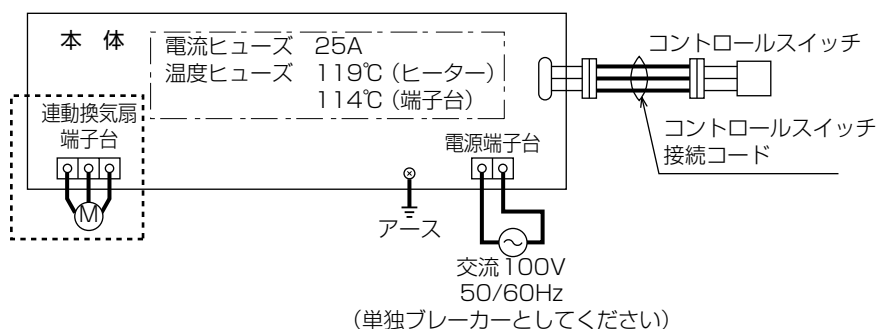 本 体
電流ヒューズ 25A
温度ヒューズ 119℃(ヒーター)
114℃(端子台)
コントロールスイッチ
コントロールスイッチ
接続コード
連動換気扇
端子台
M
電源端子台
アース
交流100V
50/60Hz
(単独ブレーカーとしてください)